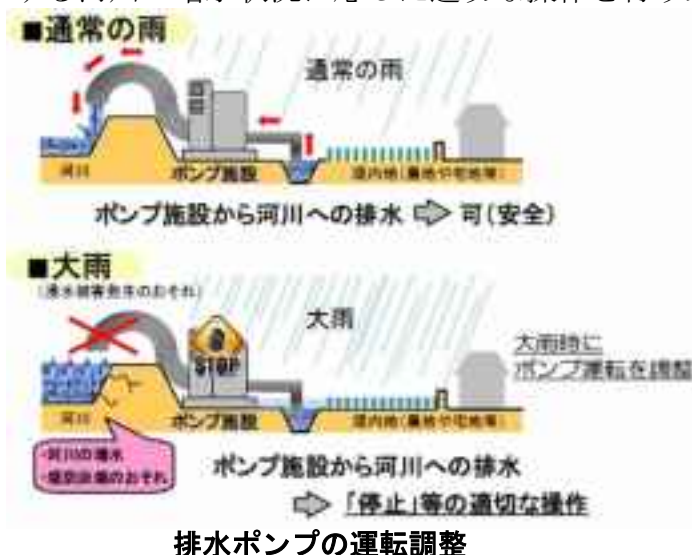 ■通常の雨
通常の雨
河川
ポンプ施設
堤内地(農地や宅地等)
ポンプ施設から河川への排水 ⇨ 可(安全)
■大雨
(浸水被害発生のおそれ)
大雨
STOP
大雨時に
ポンプ運転を調整
河川
ポンプ施設
堤内地(農地や宅地等)
・河川の増水
・堤防決壊のおそれ
ポンプ施設から河川への排水
⇨ 「停止」等の適切な操作
排水ポンプの運転調整